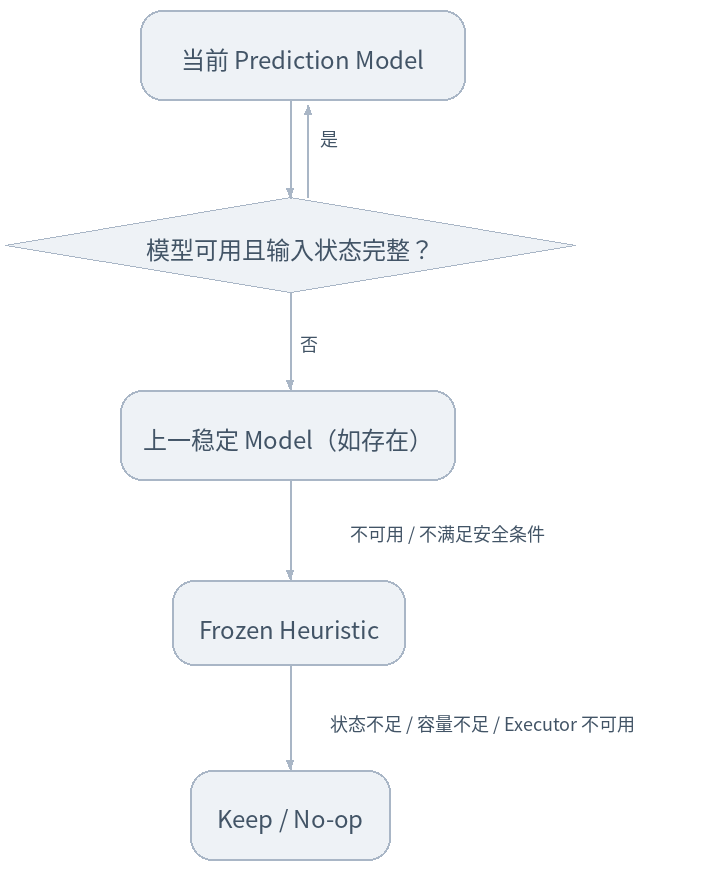 当前 Prediction Model
是
模型可用且输入状态完整？
否
上一稳定 Model（如存在）
不可用 / 不满足安全条件
Frozen Heuristic
状态不足 / 容量不足 / Executor 不可用
Keep / No-op